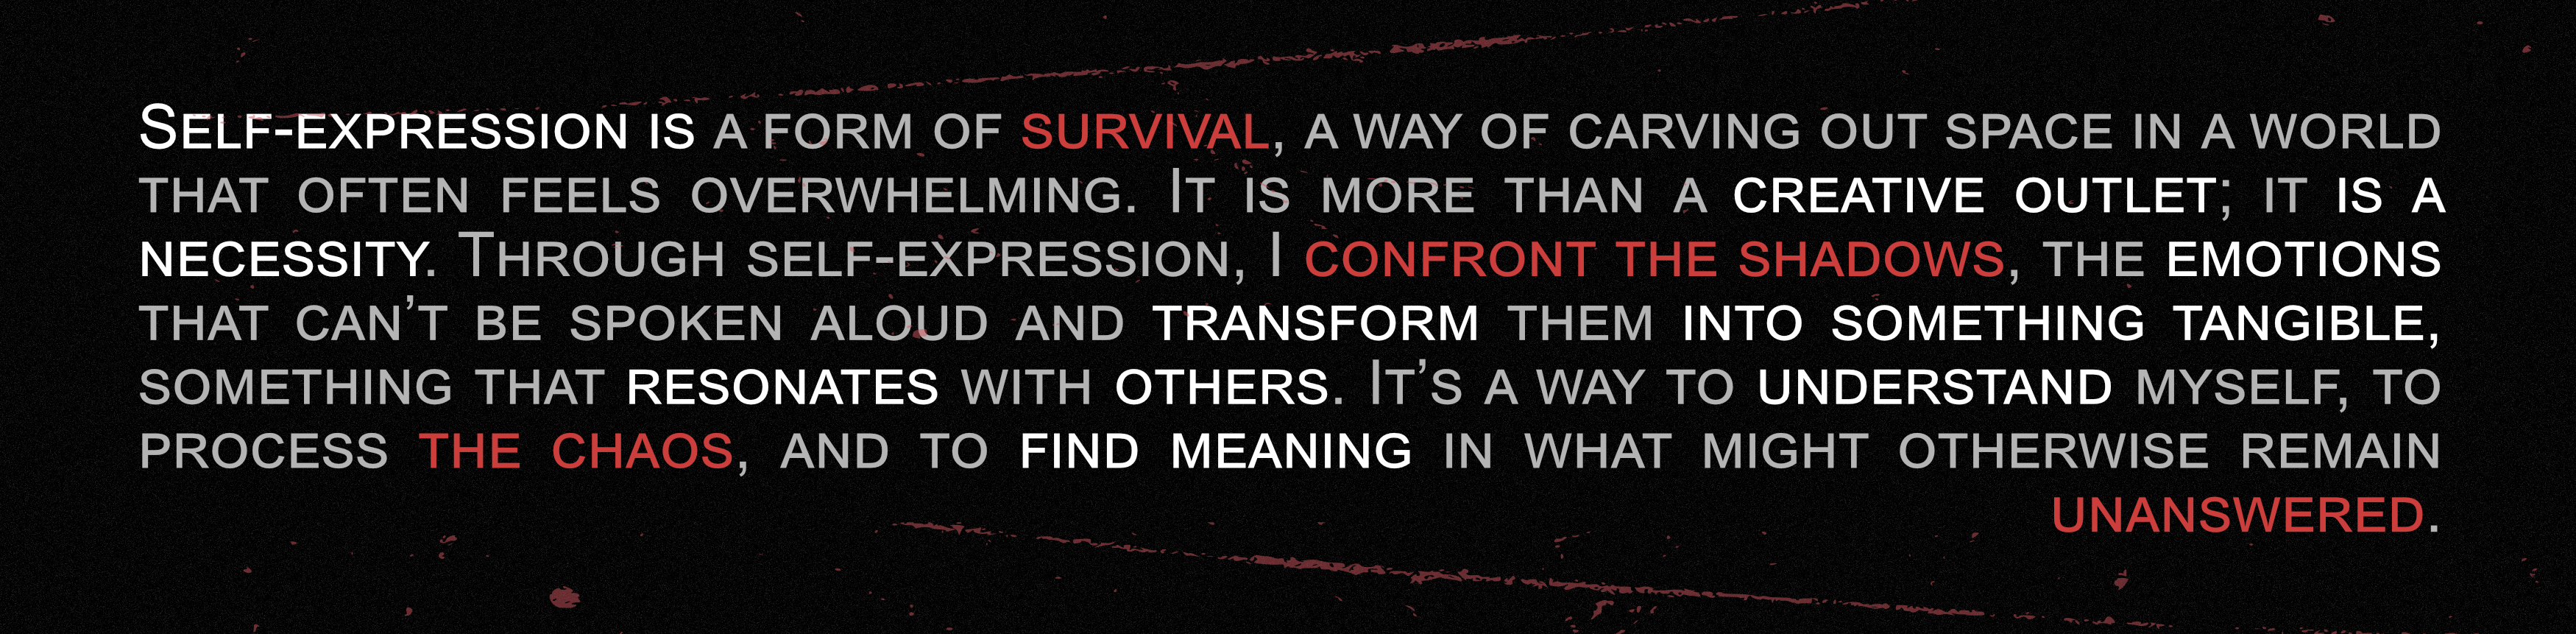 Self-expression is a form of survival, a way of carving out space in a world
that often feels overwhelming. It is more than a creative outlet; it is a
necessity. Through self-expression, I confront the shadows, the emotions
that can’t be spoken aloud and transform them into something tangible,
something that resonates with others. It’s a way to understand myself, to
process the chaos, and to find meaning in what might otherwise remain
unanswered.